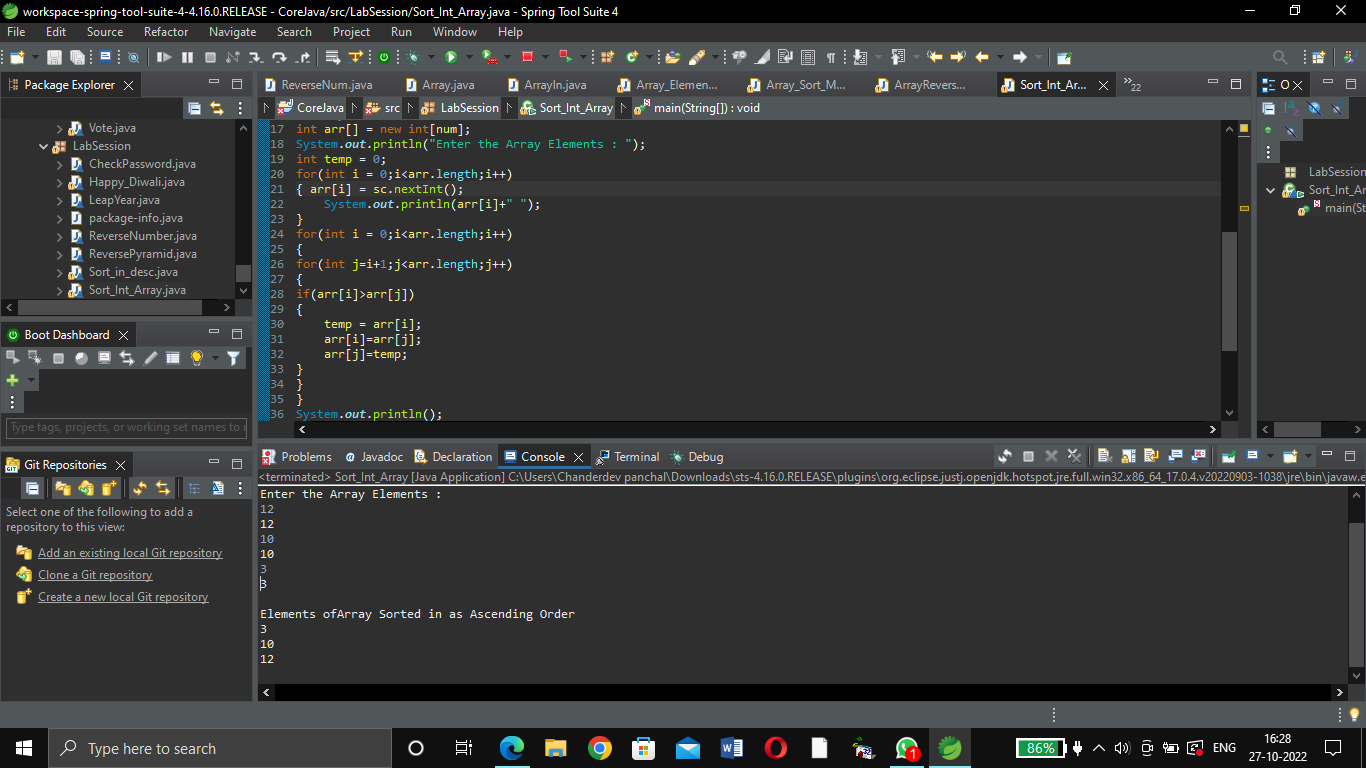 workspace-spring-tool-suite-4-4.16.0.RELEASE - CoreJava/src/LabSession/Sort_Int_Array.java - Spring Tool Suite 4
File Edit Source Refactor Navigate Search Project Run Window Help
Package Explorer
Vote.java
LabSession
CheckPassword.java
Happy_Diwali.java
LeapYear.java
package-info.java
ReverseNumber.java
ReversePyramid.java
Sort_in_desc.java
Sort_Int_Array.java
Boot Dashboard
Type tags, projects, or working set names to
Git Repositories
Select one of the following to add a
repository to this view:
Add an existing local Git repository
Clone a Git repository
Create a new local Git repository
ReverseNum.java Array.java ArrayIn.java Array_Elemen... Array_Sort_M... ArrayRevers... Sort_Int_Ar... »22
CoreJava src LabSession Sort_Int_Array main(String[]) : void
17 int arr[] = new int[num];
18 System.out.println("Enter the Array Elements : ");
19 int temp = 0;
20 for(int i = 0;i<arr.length;i++)
21 { arr[i] = sc.nextInt();
22 System.out.println(arr[i]+" ");
23 }
24 for(int i = 0;i<arr.length;i++)
25 {
26 for(int j=i+1;j<arr.length;j++)
27 {
28 if(arr[i]>arr[j])
29 {
30 temp = arr[i];
31 arr[i]=arr[j];
32 arr[j]=temp;
33 }
34 }
35 }
36 System.out.println();
O
LabSession
Sort_Int_Ar
main(St
Problems Javadoc Declaration Console Terminal Debug
<terminated> Sort_Int_Array [Java Application] C:\Users\Chanderdev panchal\Downloads\sts-4.16.0.RELEASE\plugins\org.eclipse.justj.openjdk.hotspot.jre.full.win32.x86_64_17.0.4.v20220903-1038\jre\bin\javaw.e
Enter the Array Elements :
12
12
10
10
3
3
Elements ofArray Sorted in as Ascending Order
3
10
12
Type here to search
86%
1
ENG
16:28
27-10-2022